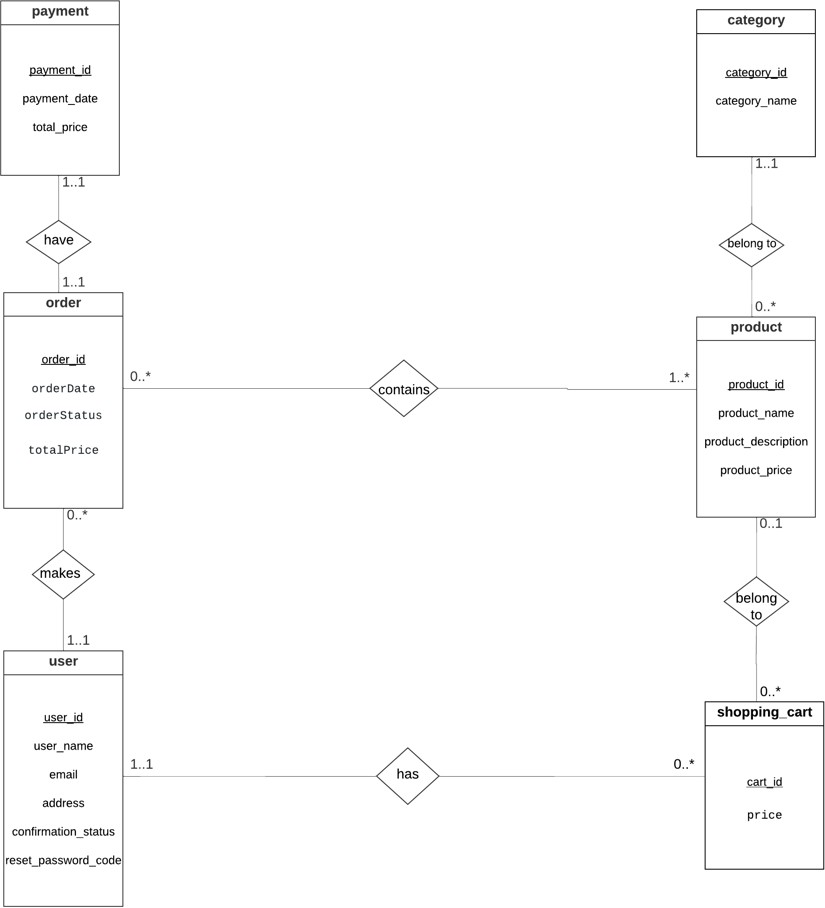 payment
payment_id
payment_date
total_price
1..1
have
1..1
order
order_id
orderDate
orderStatus
totalPrice
0..*
contains
1..*
0..*
makes
1..1
user
user_id
user_name
email
address
confirmation_status
reset_password_code
1..1
has
0..*
category
category_id
category_name
1..1
belong to
0..*
product
product_id
product_name
product_description
product_price
0..1
belong
to
0..*
shopping_cart
cart_id
price